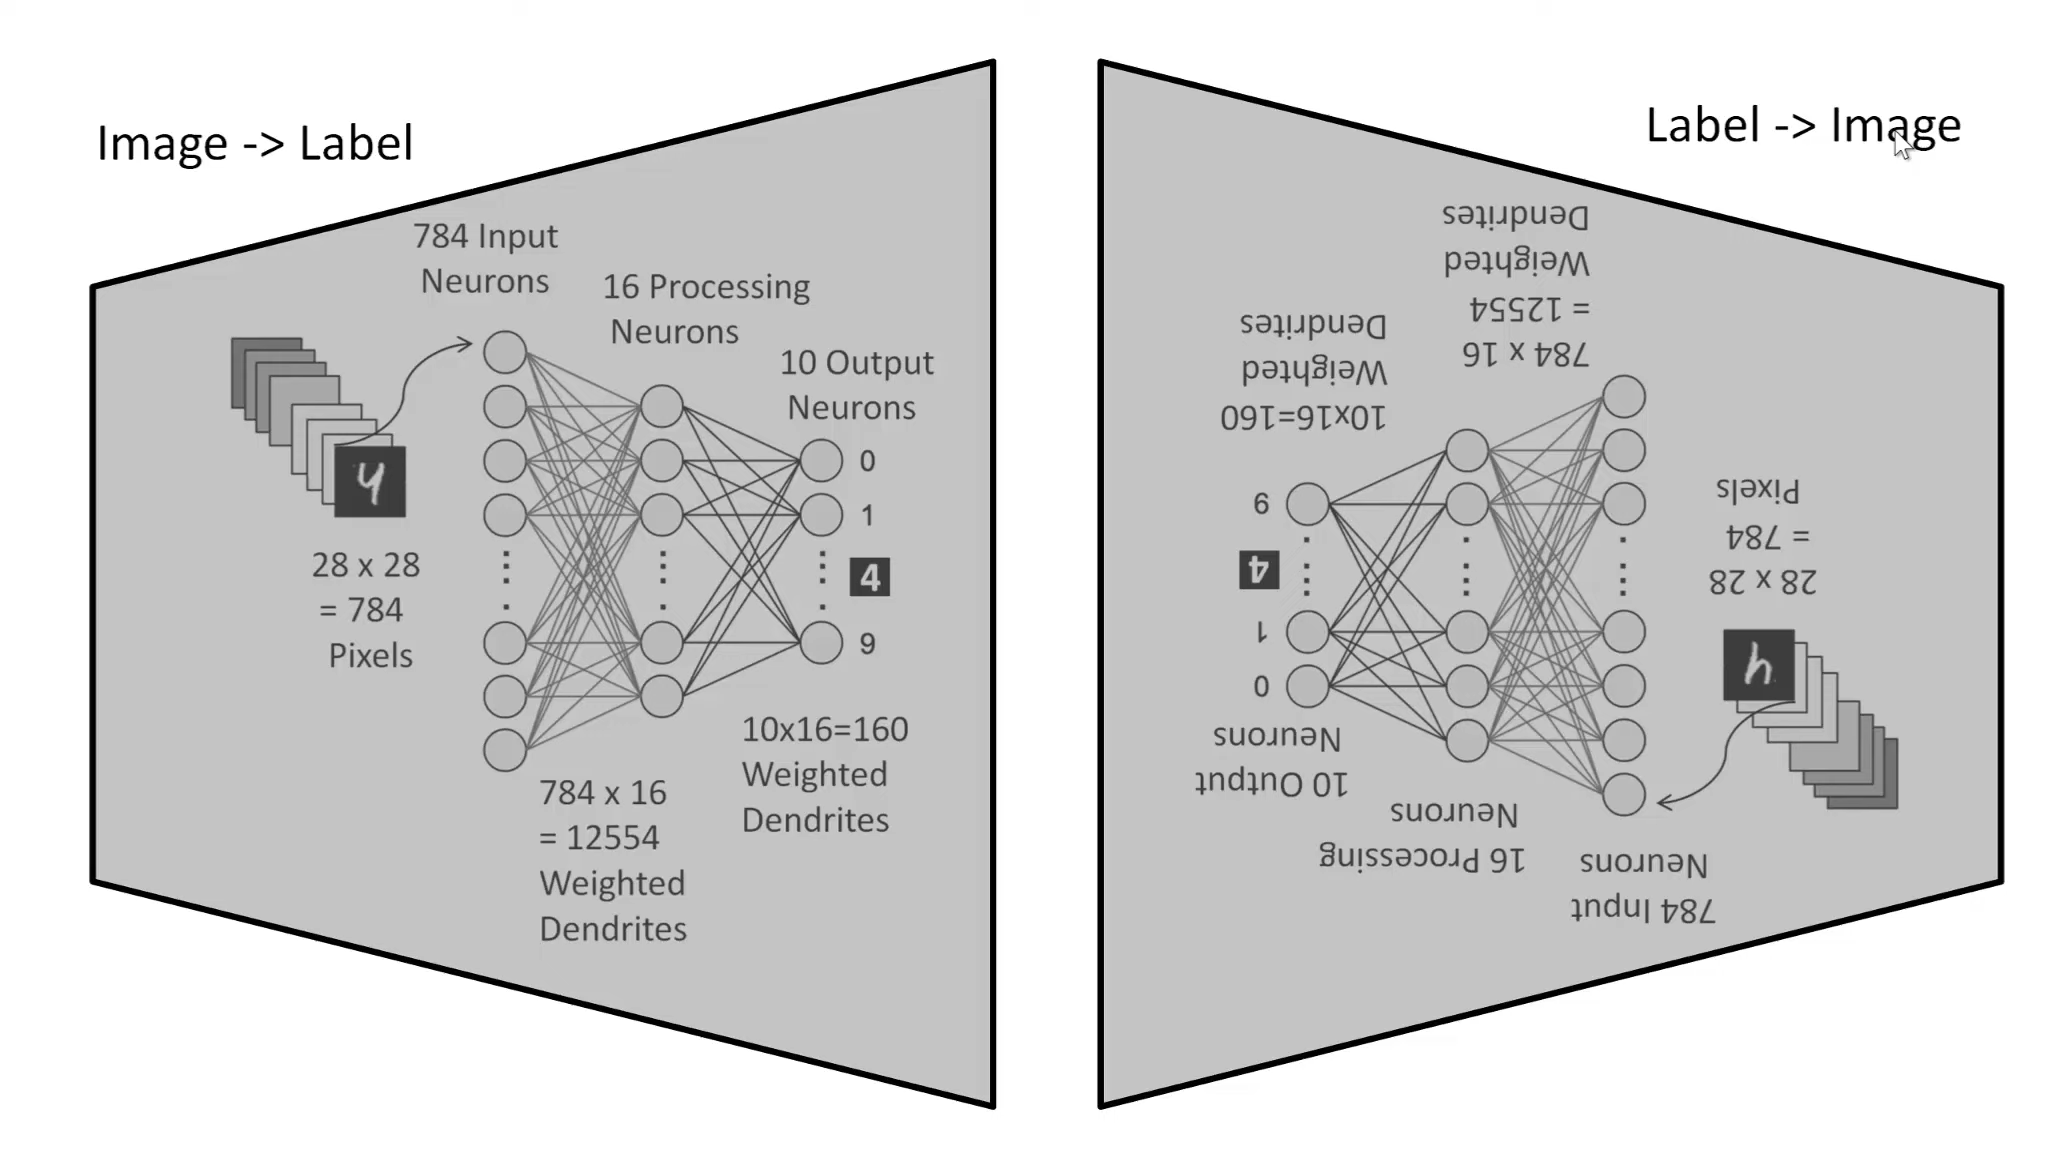 Image -> Label
784 Input
Neurons
16 Processing
Neurons
10 Output
Neurons
0
1
4
9
28 x 28
= 784
Pixels
784 x 16
= 12554
Weighted
Dendrites
10x16=160
Weighted
Dendrites
Label -> Image
784 Input
Neurons
16 Processing
Neurons
10 Output
Neurons
0
1
4
9
28 x 28
= 784
Pixels
784 x 16
= 12554
Weighted
Dendrites
10x16=160
Weighted
Dendrites